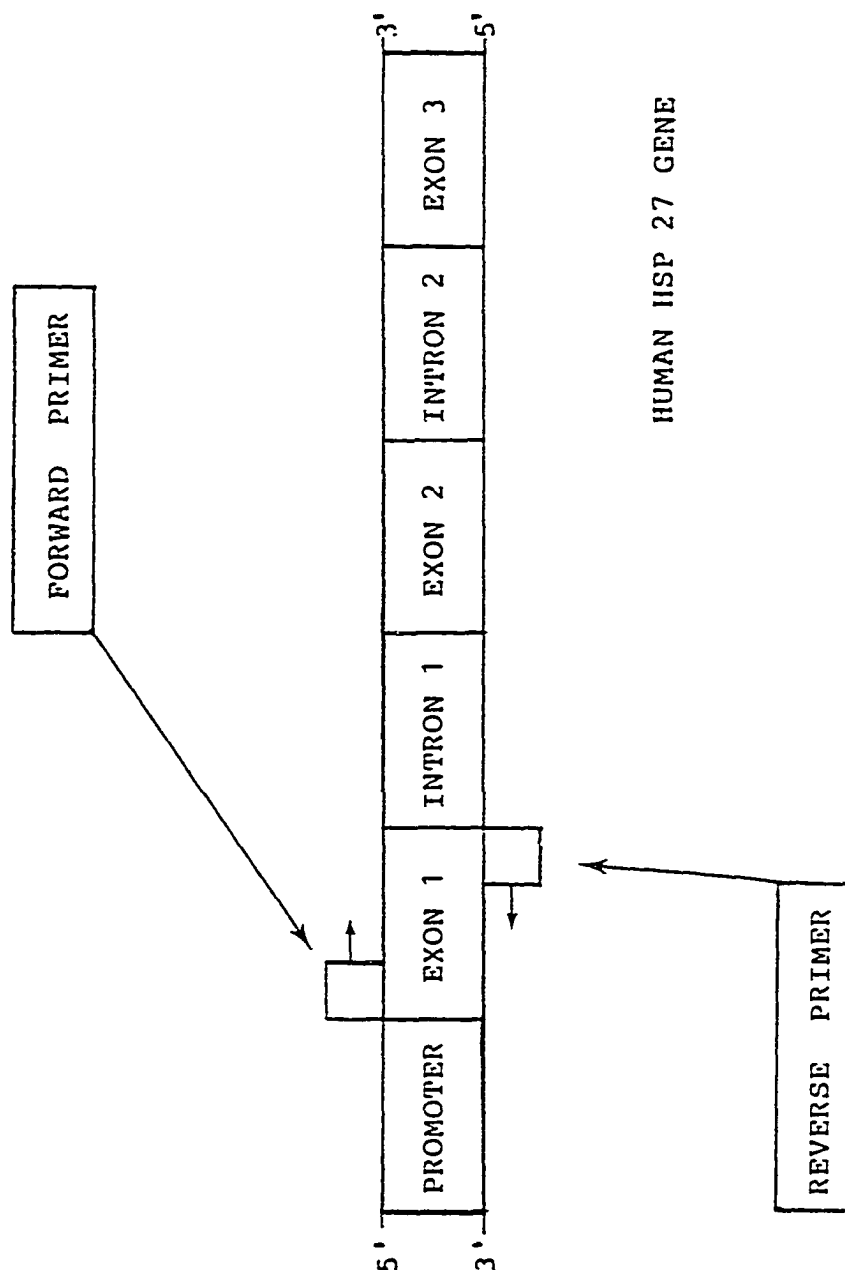 FORWARD PRIMER
5'
PROMOTER
EXON 1
INTRON 1
EXON 2
INTRON 2
EXON 3
3'
3'
5'
REVERSE PRIMER
HUMAN HSP 27 GENE